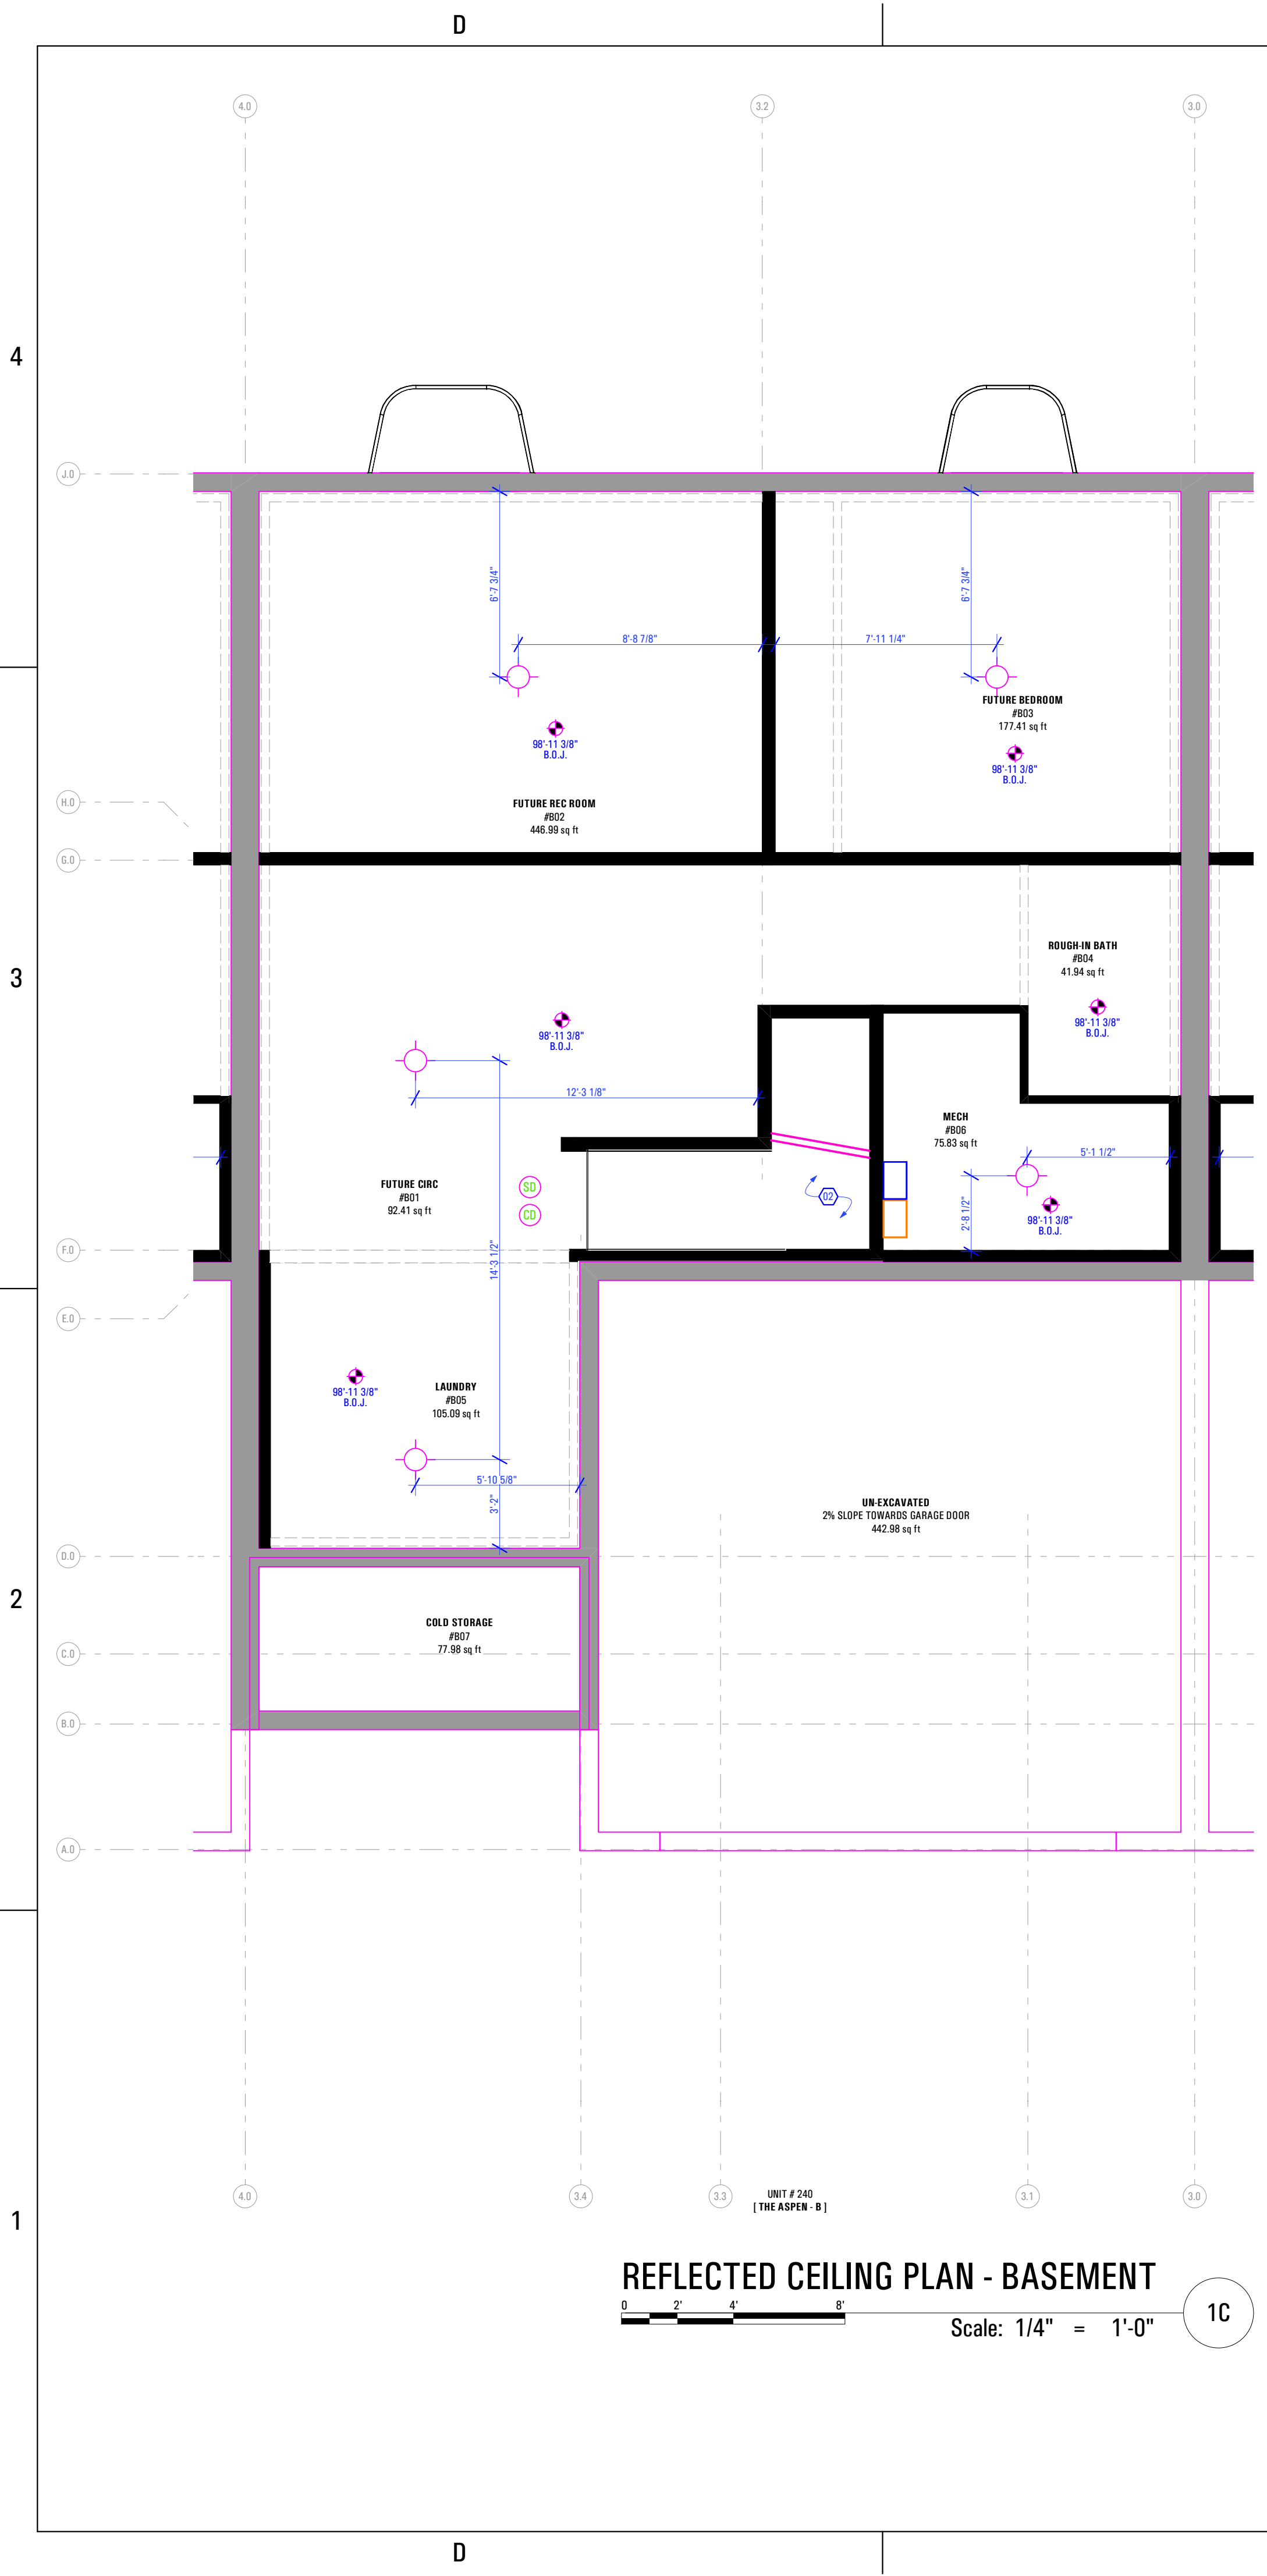 D
4.0
3.2
3.0
4
J.0
6'-7 3/4"
6'-7 3/4"
8'-8 7/8"
7'-11 1/4"
FUTURE BEDROOM
#B03
177.41 sq ft
98'-11 3/8"
B.O.J.
98'-11 3/8"
B.O.J.
H.0
FUTURE REC ROOM
#B02
446.99 sq ft
G.0
3
ROUGH-IN BATH
#B04
41.94 sq ft
98'-11 3/8"
B.O.J.
98'-11 3/8"
B.O.J.
12'-3 1/8"
MECH
#B06
75.83 sq ft
5'-1 1/2"
FUTURE CIRC
#B01
92.41 sq ft
SD
CO
02
2'-8 1/2"
98'-11 3/8"
B.O.J.
F.0
14'-3 1/2"
E.0
98'-11 3/8"
B.O.J.
LAUNDRY
#B05
105.09 sq ft
5'-10 5/8"
3'-2"
UN-EXCAVATED
2% SLOPE TOWARDS GARAGE DOOR
442.98 sq ft
D.0
2
COLD STORAGE
#B07
77.98 sq ft
C.0
B.0
A.0
4.0
3.4
3.3
UNIT # 240
[ THE ASPEN - B ]
3.1
3.0
1
REFLECTED CEILING PLAN - BASEMENT
0 2' 4' 8'
Scale: 1/4" = 1'-0"
1C
D